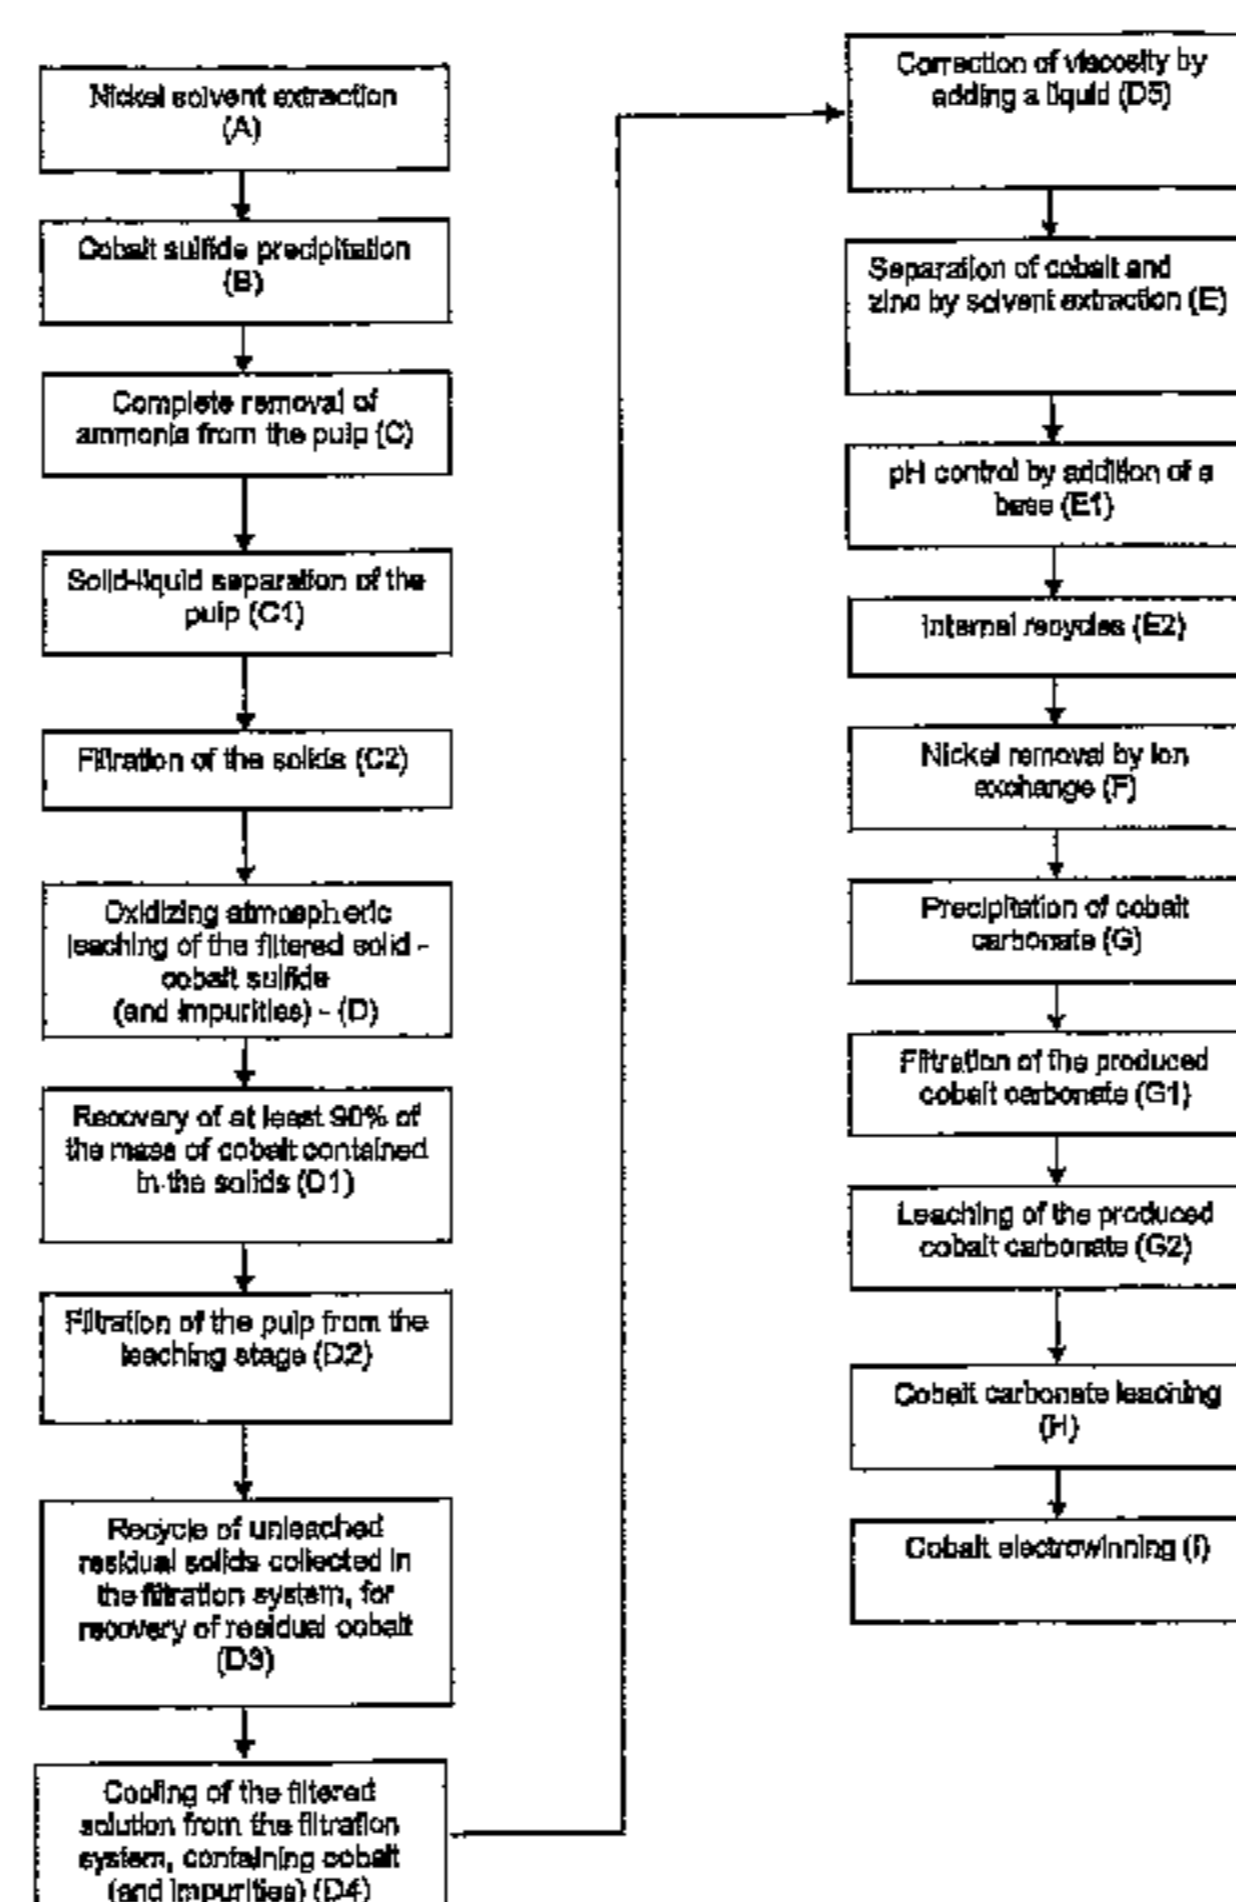 Nickel solvent extraction
(A)
Cobalt sulfide precipitation
(B)
Complete removal of
ammonia from the pulp (C)
Solid-liquid separation of the
pulp (C1)
Filtration of the solids (C2)
Oxidizing atmospheric
leaching of the filtered solid -
cobalt sulfide
(and impurities) - (D)
Recovery of at least 90% of
the mass of cobalt contained
in the solids (D1)
Filtration of the pulp from the
leaching stage (D2)
Recycle of unleached
residual solids collected in
the filtration system, for
recovery of residual cobalt
(D3)
Cooling of the filtered
solution from the filtration
system, containing cobalt
(and impurities) (D4)
Correction of viscosity by
adding a liquid (D5)
Separation of cobalt and
zinc by solvent extraction (E)
pH control by addition of a
base (E1)
Internal recycles (E2)
Nickel removal by ion
exchange (F)
Precipitation of cobalt
carbonate (G)
Filtration of the produced
cobalt carbonate (G1)
Leaching of the produced
cobalt carbonate (G2)
Cobalt carbonate leaching
(H)
Cobalt electrowinning (I)